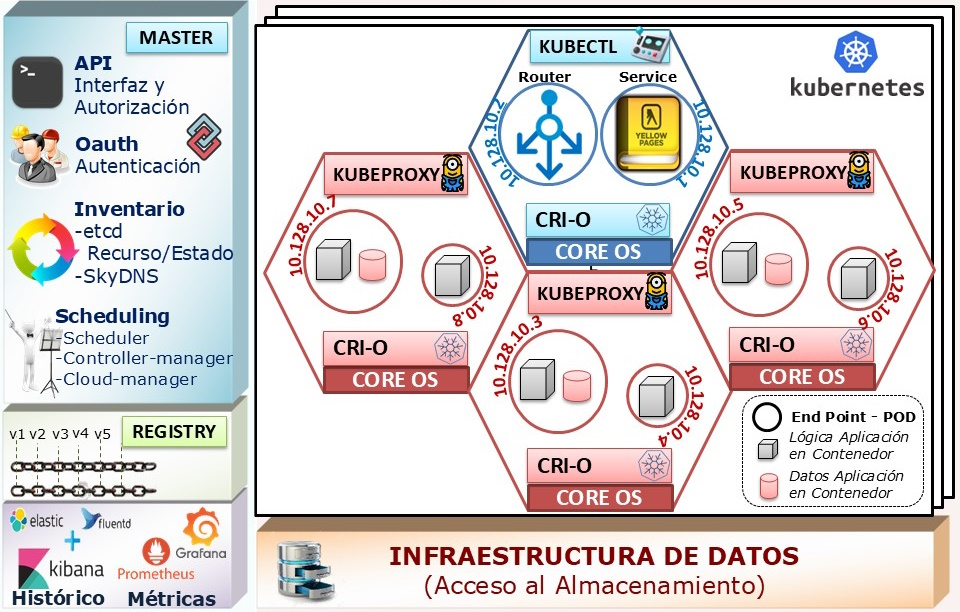 MASTER
>_
API
Interfaz y
Autorización
Oauth
Autenticación
Inventario
-etcd
Recurso/Estado
-SkyDNS
Scheduling
-Scheduler
-Controller-manager
-Cloud-manager
REGISTRY
v1 v2 v3 v4 v5
elastic
fluentd
+
kibana
Grafana
Prometheus
Histórico
Métricas
KUBECTL
Router
Service
10.128.10.2
YELLOW
PAGES
10.128.10.1
CRI-O
CORE OS
kubernetes
KUBEPROXY
10.128.10.7
10.128.10.8
CRI-O
CORE OS
KUBEPROXY
10.128.10.3
10.128.10.4
CRI-O
CORE OS
KUBEPROXY
10.128.10.5
10.128.10.6
CRI-O
CORE OS
End Point - POD
Lógica Aplicación
en Contenedor
Datos Aplicación
en Contenedor
INFRAESTRUCTURA DE DATOS
(Acceso al Almacenamiento)